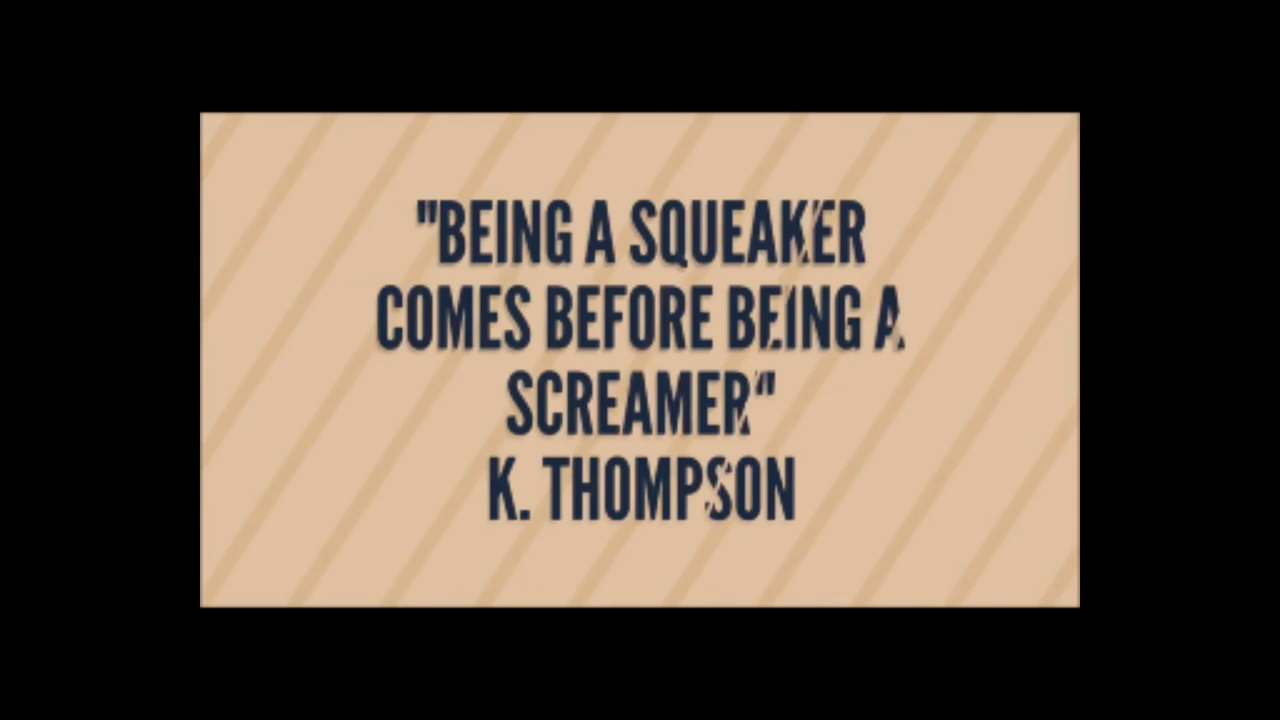 "BEING A SQUEAKER
COMES BEFORE BEING A
SCREAMER"
K. THOMPSON